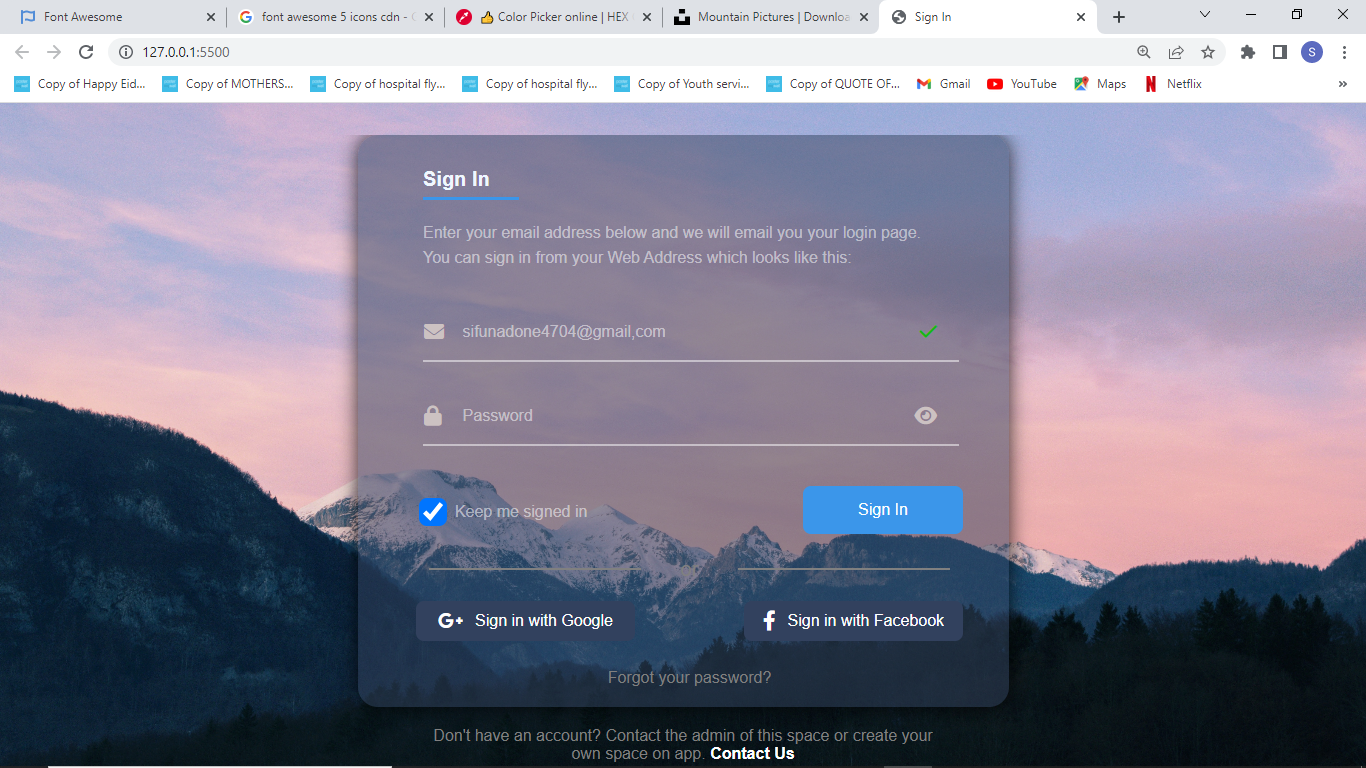 Font Awesome
font awesome 5 icons cdn - G
👍 Color Picker online | HEX
Mountain Pictures | Downloa
Sign In
127.0.0.1:5500
S
Copy of Happy Eid...
Copy of MOTHERS...
Copy of hospital fly...
Copy of hospital fly...
Copy of Youth servi...
Copy of QUOTE OF...
Gmail
YouTube
Maps
Netflix
»
Sign In
Enter your email address below and we will email you your login page.
You can sign in from your Web Address which looks like this:
sifunadone4704@gmail,com
Password
Keep me signed in
Sign In
G+ Sign in with Google
f Sign in with Facebook
Forgot your password?
Don't have an account? Contact the admin of this space or create your
own space on app. Contact Us